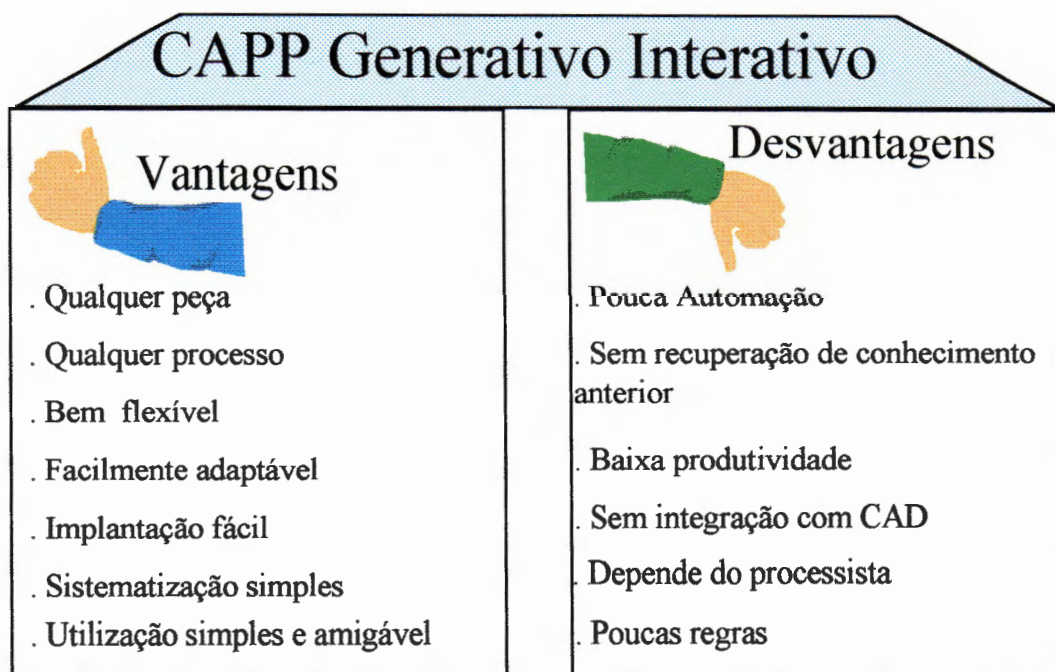 CAPP Generativo Interativo
Vantagens
. Qualquer peça
. Qualquer processo
. Bem flexível
. Facilmente adaptável
. Implantação fácil
. Sistematização simples
. Utilização simples e amigável
Desvantagens
. Pouca Automação
. Sem recuperação de conhecimento
anterior
. Baixa produtividade
. Sem integração com CAD
. Depende do processista
. Poucas regras